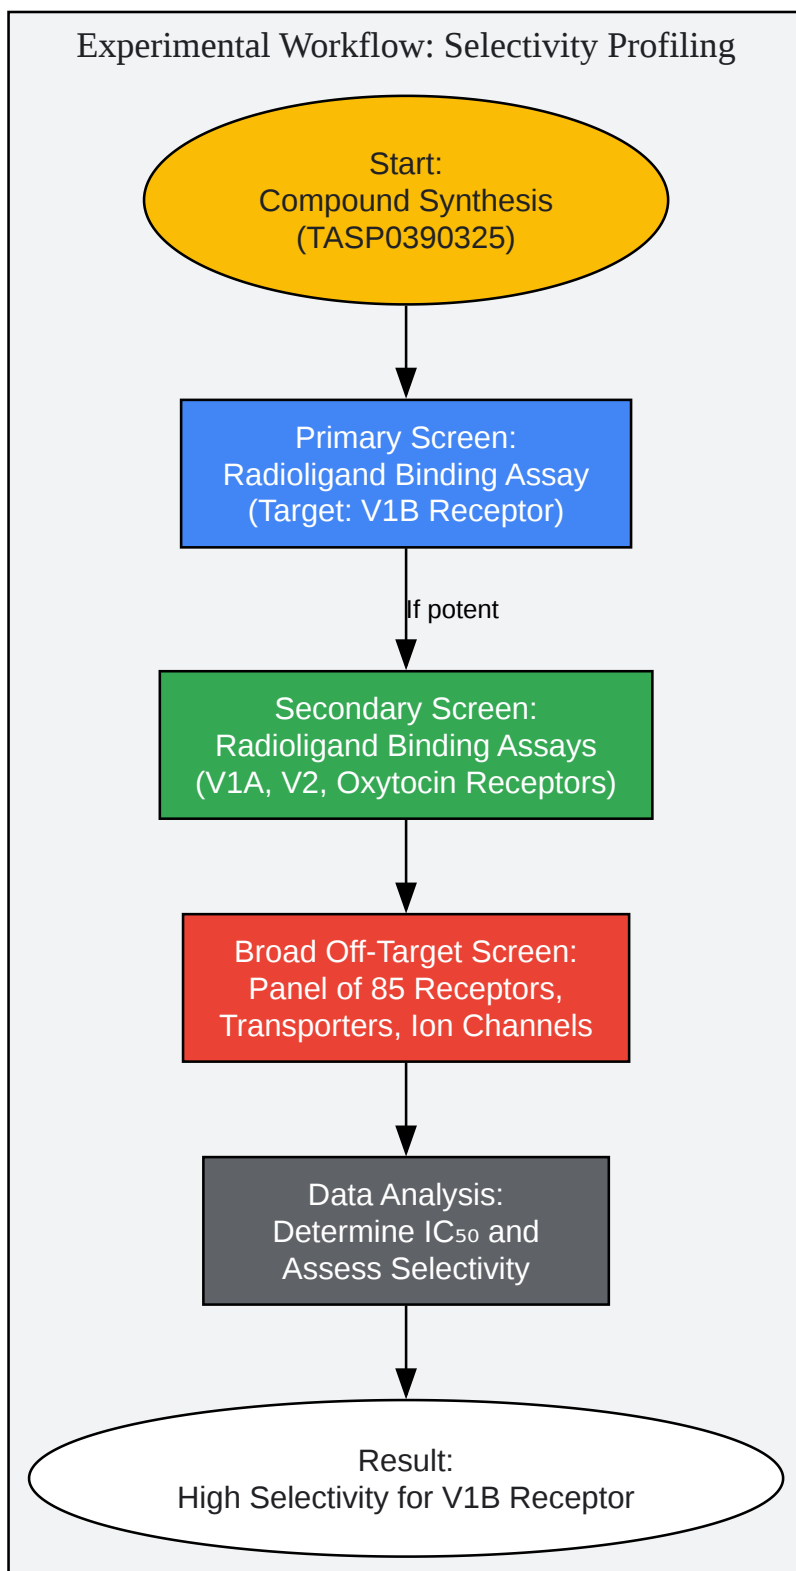 Experimental Workflow: Selectivity Profiling
Start:
Compound Synthesis
(TASP0390325)
Primary Screen:
Radioligand Binding Assay
(Target: V1B Receptor)
If potent
Secondary Screen:
Radioligand Binding Assays
(V1A, V2, Oxytocin Receptors)
Broad Off-Target Screen:
Panel of 85 Receptors,
Transporters, Ion Channels
Data Analysis:
Determine IC₅₀ and
Assess Selectivity
Result:
High Selectivity for V1B Receptor